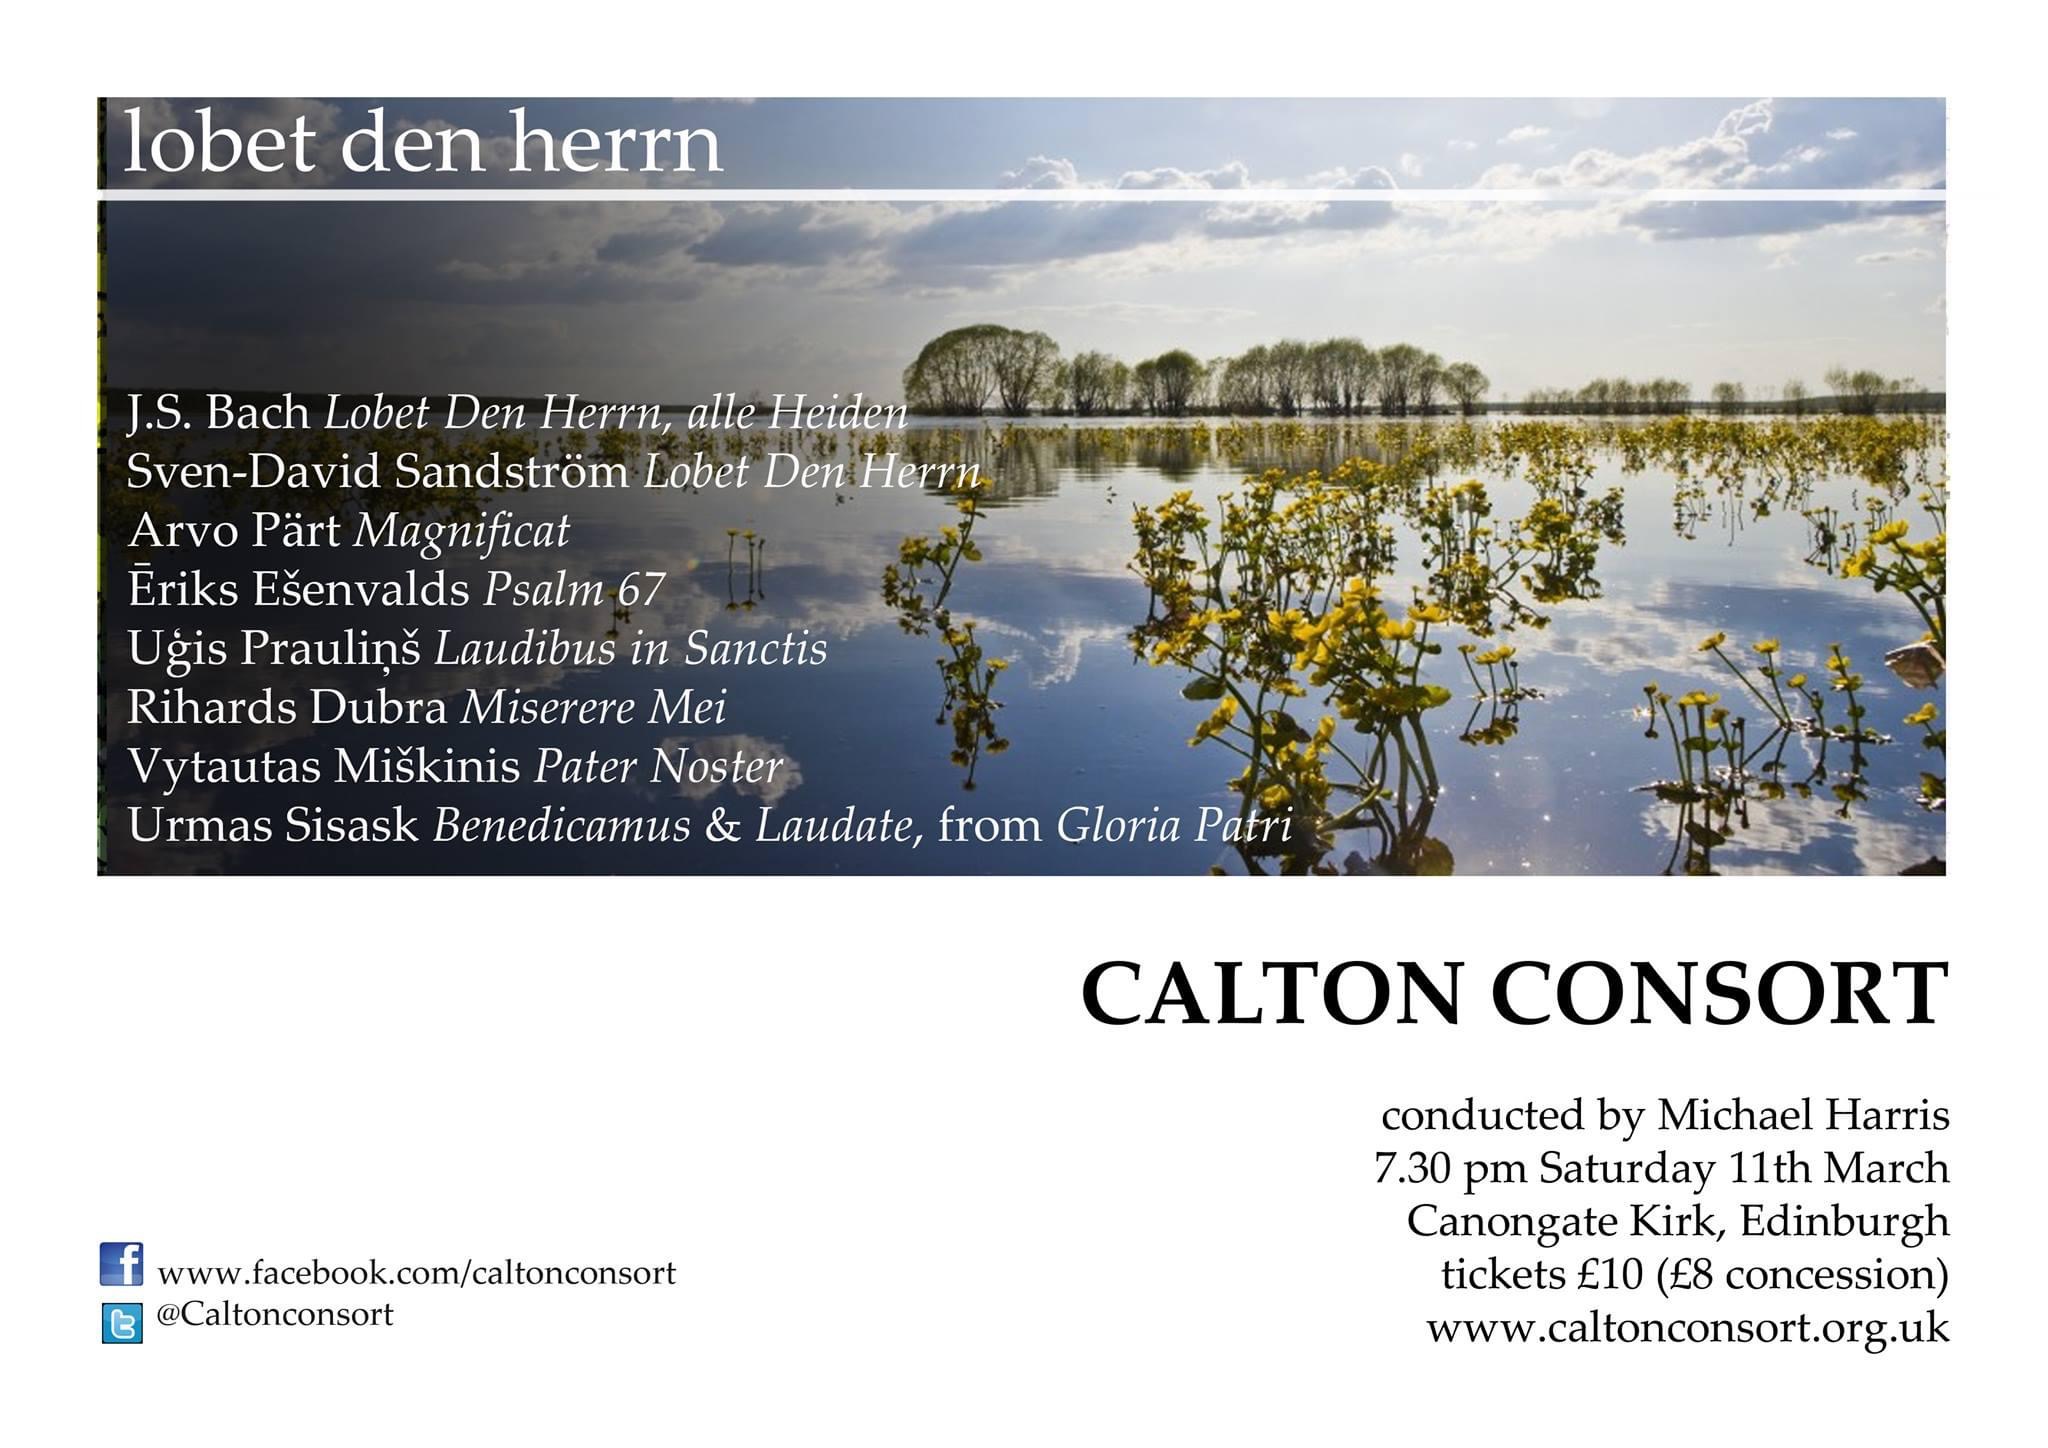 lobet den herrn
J.S. Bach Lobet Den Herrn, alle Heiden
Sven-David Sandström Lobet Den Herrn
Arvo Pärt Magnificat
Ēriks Ešenvalds Psalm 67
Uģis Prauliņš Laudibus in Sanctis
Rihards Dubra Miserere Mei
Vytautas Miškinis Pater Noster
Urmas Sisask Benedicamus & Laudate, from Gloria Patri
CALTON CONSORT
conducted by Michael Harris
7.30 pm Saturday 11th March
Canongate Kirk, Edinburgh
tickets £10 (£8 concession)
www.caltonconsort.org.uk
www.facebook.com/caltonconsort
@Caltonconsort